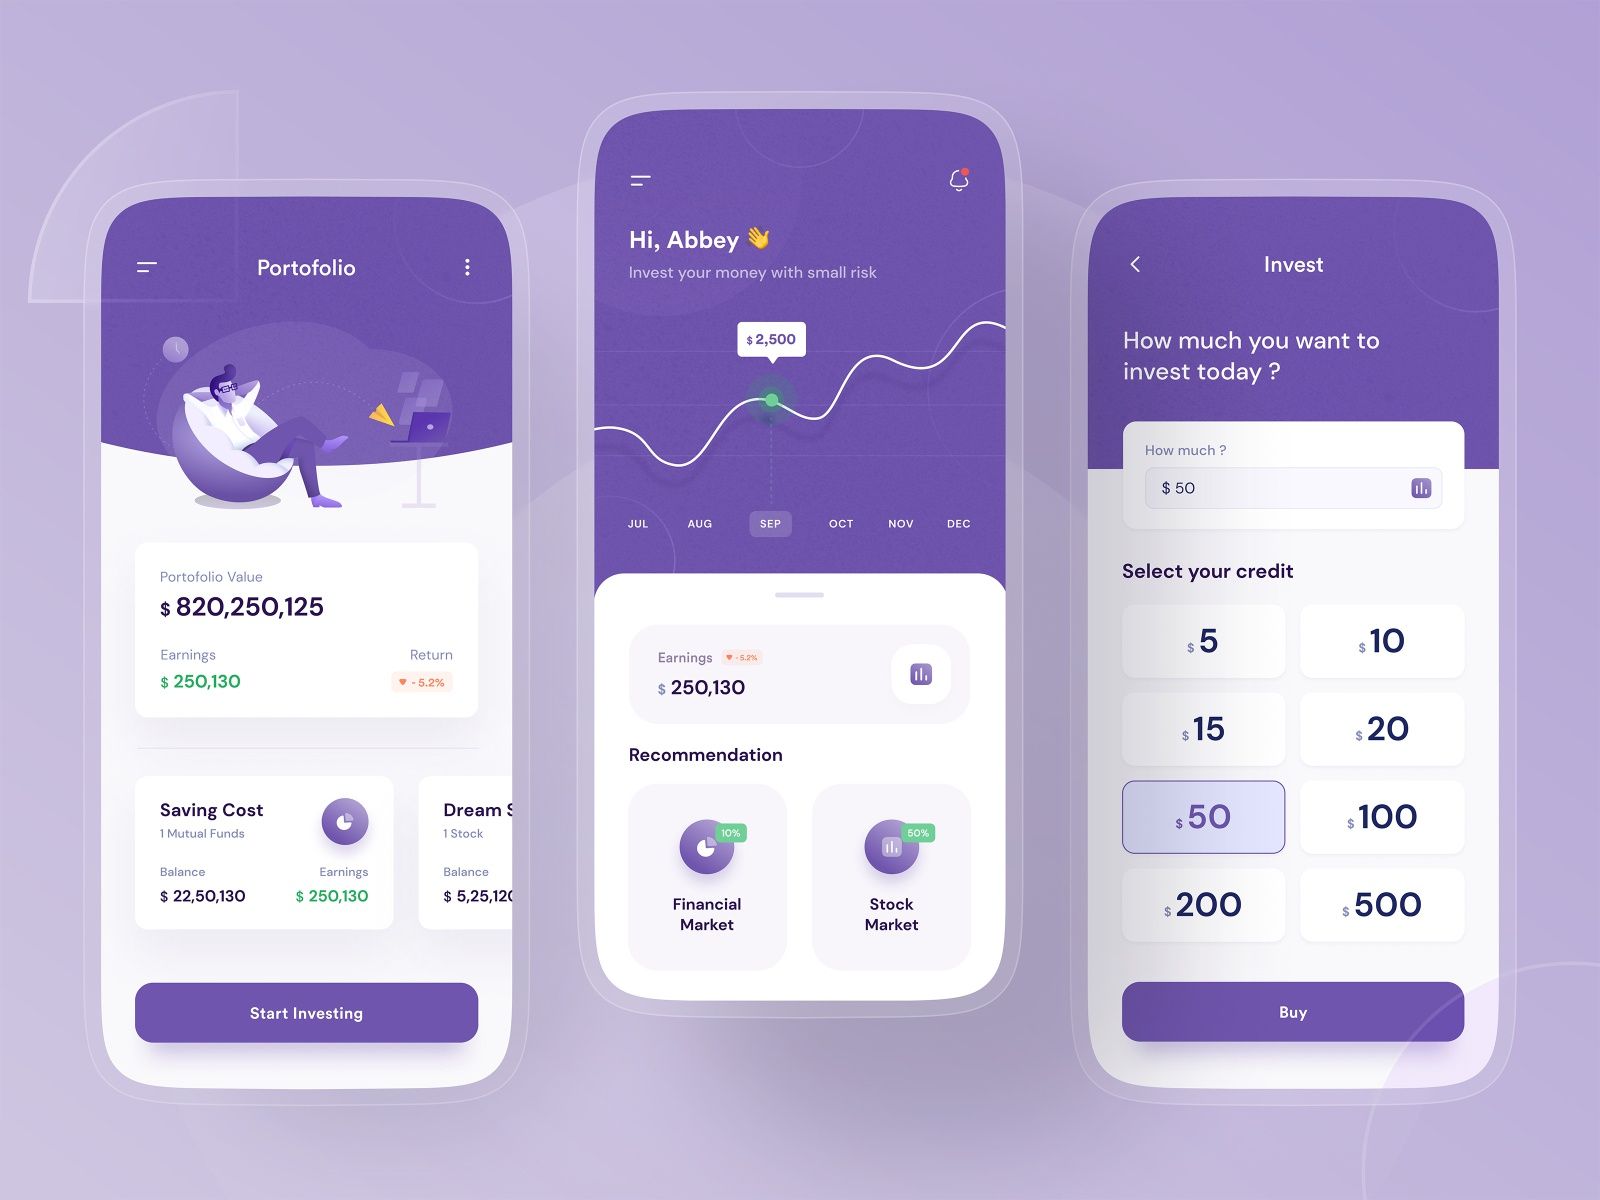 Portofolio
Portofolio Value
$ 820,250,125
Earnings
Return
$ 250,130
- 5.2%
Saving Cost
1 Mutual Funds
Balance
Earnings
$ 22,50,130
$ 250,130
Dream S
1 Stock
Balance
$ 5,25,120
Start Investing
Hi, Abbey 👋
Invest your money with small risk
$ 2,500
JUL AUG SEP OCT NOV DEC
Earnings
- 5.2%
$ 250,130
Recommendation
10%
Financial
Market
50%
Stock
Market
Invest
How much you want to
invest today ?
How much ?
$ 50
Select your credit
$ 5
$ 10
$ 15
$ 20
$ 50
$ 100
$ 200
$ 500
Buy